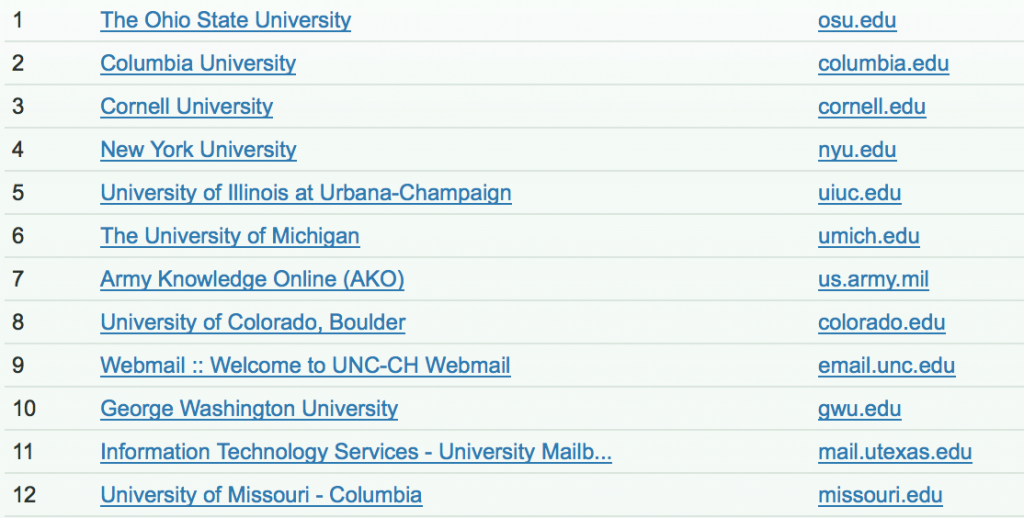 1 The Ohio State University osu.edu
2 Columbia University columbia.edu
3 Cornell University cornell.edu
4 New York University nyu.edu
5 University of Illinois at Urbana-Champaign uiuc.edu
6 The University of Michigan umich.edu
7 Army Knowledge Online (AKO) us.army.mil
8 University of Colorado, Boulder colorado.edu
9 Webmail :: Welcome to UNC-CH Webmail email.unc.edu
10 George Washington University gwu.edu
11 Information Technology Services - University Mailb... mail.utexas.edu
12 University of Missouri - Columbia missouri.edu